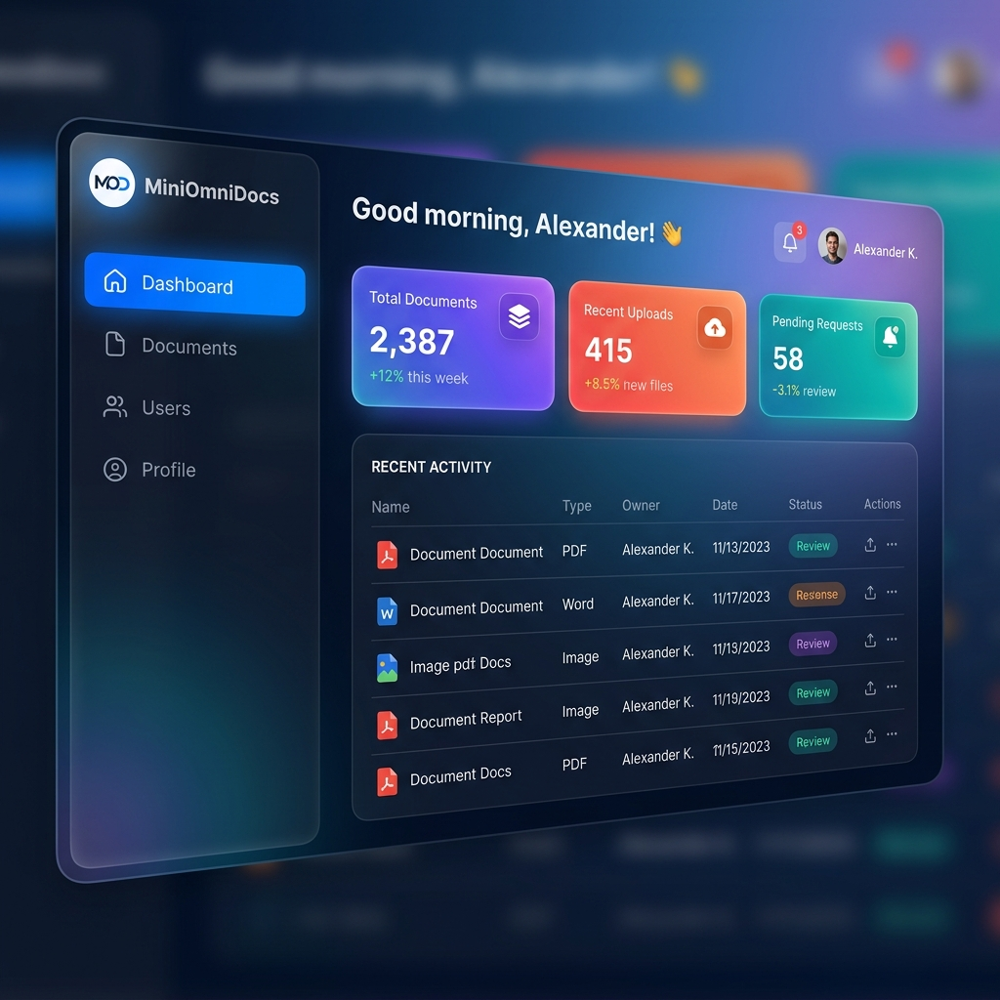 Good morning, Alexander! 👋
MOD
MiniOmniDocs
Dashboard
Documents
Users
Profile
Good morning, Alexander! 👋
3
Alexander K.
Total Documents
2,387
+12% this week
Recent Uploads
415
+8.5% new files
Pending Requests
58
-3.1% review
RECENT ACTIVITY
Name Type Owner Date Status Actions
Document Document PDF Alexander K. 11/13/2023 Review
Document Document Word Alexander K. 11/17/2023 Resense
Image pdt Docs Image Alexander K. 11/13/2023 Review
Document Report Image Alexander K. 11/19/2023 Review
Document Docs PDF Alexander K. 11/15/2023 Review